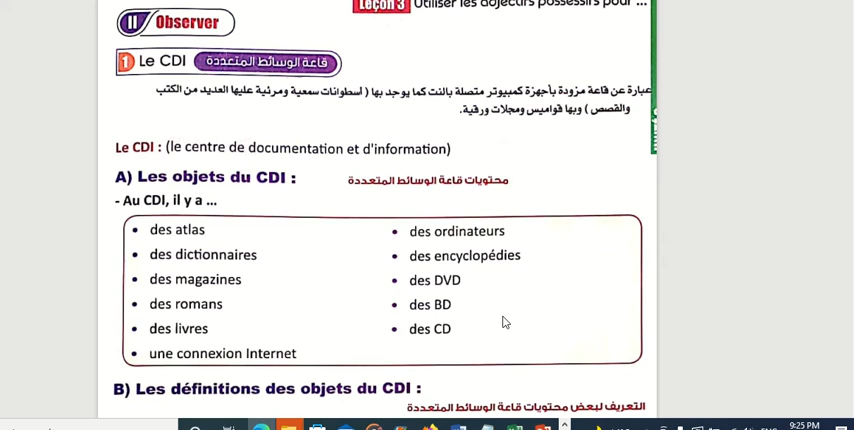 Leçon 3 Utiliser les adjectifs possessifs pour ...
II Observer
1 Le CDI قاعة الوسائط المتعددة
عبارة عن قاعة مزودة بأجهزة كمبيوتر متصلة بالنت كما يوجد بها ( أسطوانات سمعية ومرئية عليها العديد من الكتب
والقصص ) وبها قواميس ومجلات ورقية.
Le CDI : (le centre de documentation et d'information)
A) Les objets du CDI : محتويات قاعة الوسائط المتعددة
- Au CDI, il y a ...
• des atlas
• des dictionnaires
• des magazines
• des romans
• des livres
• une connexion Internet
• des ordinateurs
• des encyclopédies
• des DVD
• des BD
• des CD
B) Les définitions des objets du CDI :
التعريف لبعض محتويات قاعة الوسائط المتعددة
ENG
9:25 PM